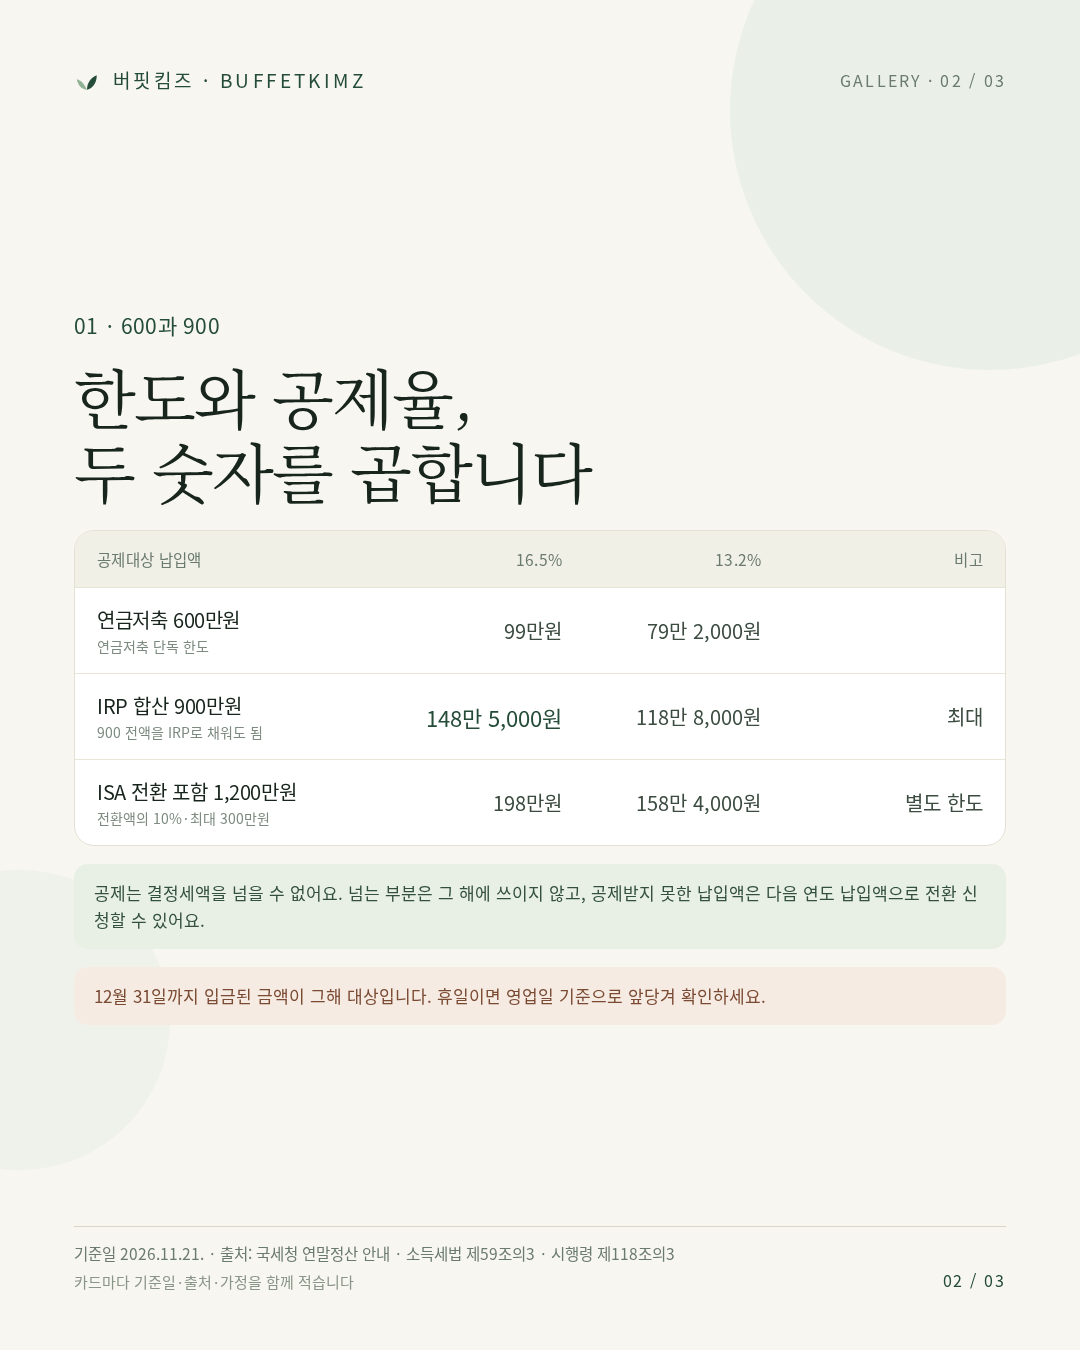 버핏킴즈 · BUFFETKIMZ
GALLERY · 02 / 03
01 · 600과 900
한도와 공제율,
두 숫자를 곱합니다
공제대상 납입액 16.5% 13.2% 비고
연금저축 600만원 99만원 79만 2,000원
연금저축 단독 한도
IRP 합산 900만원 148만 5,000원 118만 8,000원 최대
900 전액을 IRP로 채워도 됨
ISA 전환 포함 1,200만원 198만원 158만 4,000원 별도 한도
전환액의 10%·최대 300만원
공제는 결정세액을 넘을 수 없어요. 넘는 부분은 그 해에 쓰이지 않고, 공제받지 못한 납입액은 다음 연도 납입액으로 전환 신
청할 수 있어요.
12월 31일까지 입금된 금액이 그해 대상입니다. 휴일이면 영업일 기준으로 앞당겨 확인하세요.
기준일 2026.11.21. · 출처: 국세청 연말정산 안내 · 소득세법 제59조의3 · 시행령 제118조의3
카드마다 기준일·출처·가정을 함께 적습니다
02 / 03